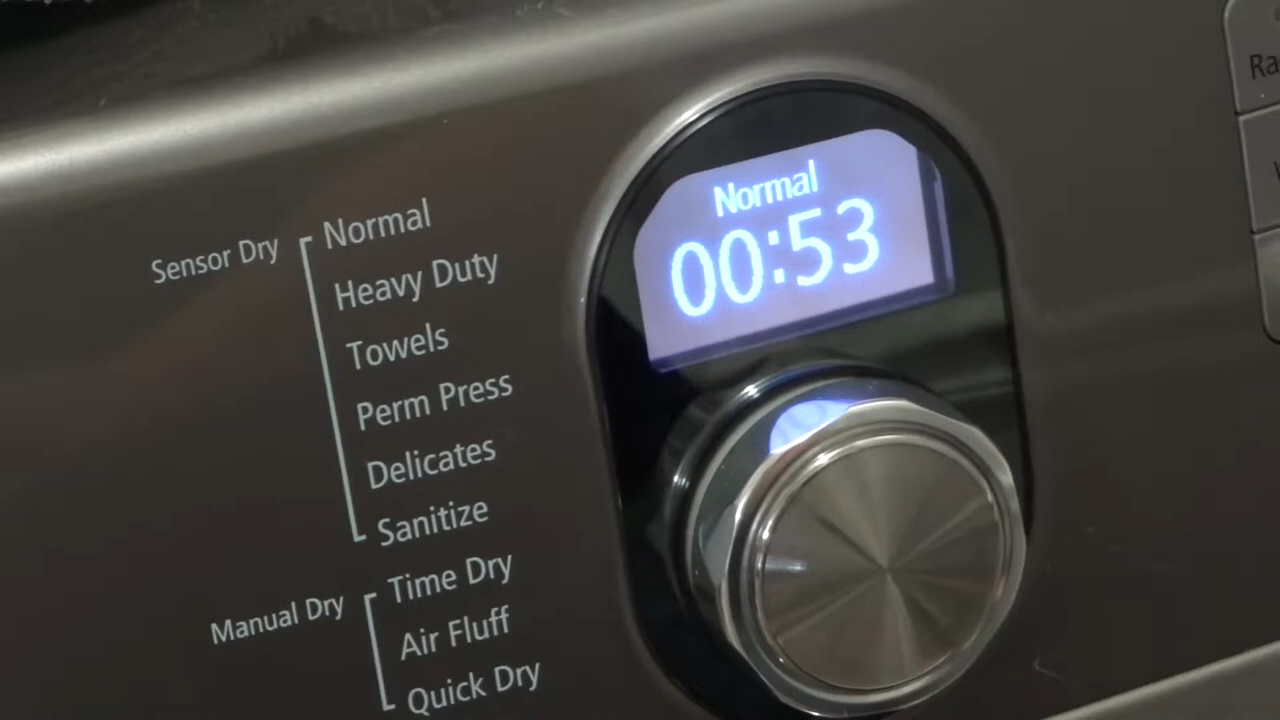 Normal
00:53
Sensor Dry
Normal
Heavy Duty
Towels
Perm Press
Delicates
Sanitize
Manual Dry
Time Dry
Air Fluff
Quick Dry